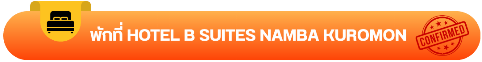 พักที่ HOTEL B SUITES NAMBA KUROMON
CONFIRMED